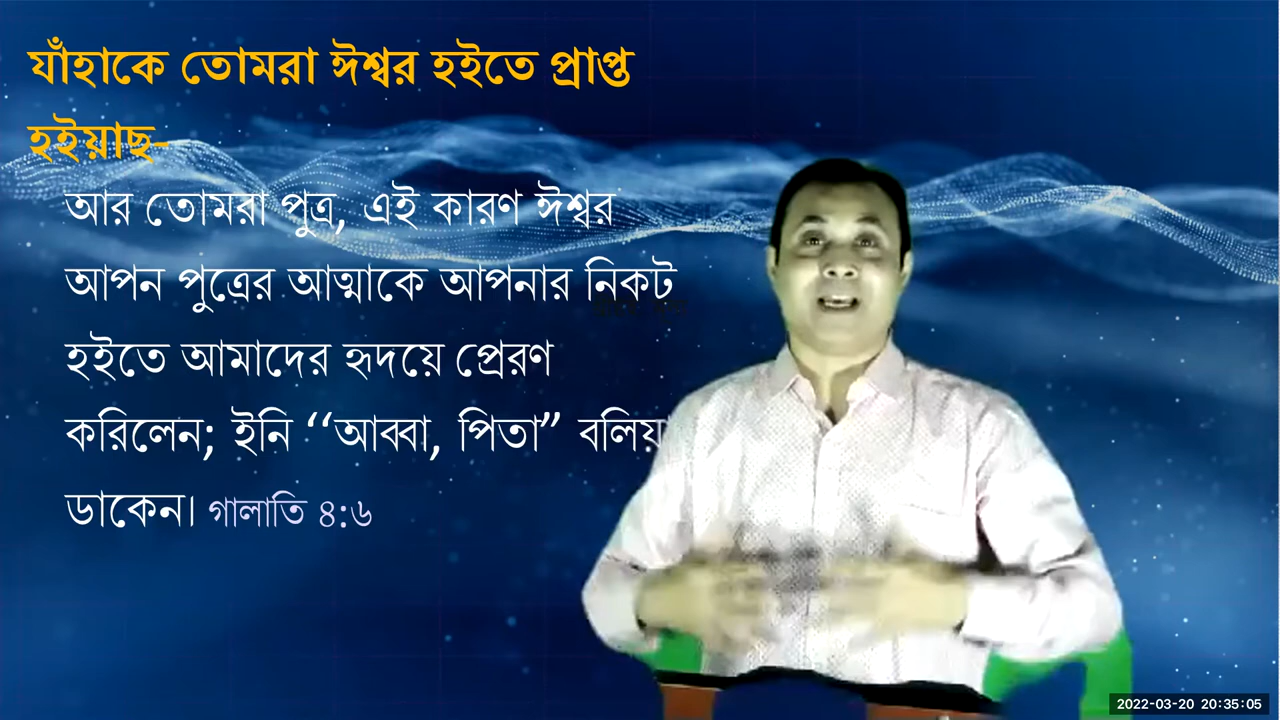 যাঁহাকে তোমরা ঈশ্বর হইতে প্রাপ্ত
হইয়াছ-
আর তোমরা পুত্র, এই কারণ ঈশ্বর
আপন পুত্রের আত্মাকে আপনার নিকট
হইতে আমাদের হৃদয়ে প্রেরণ
করিলেন; ইনি “আব্বা, পিতা”
ডাকেন। গালাতি ৪:৬
2022-03-20 20:35:05